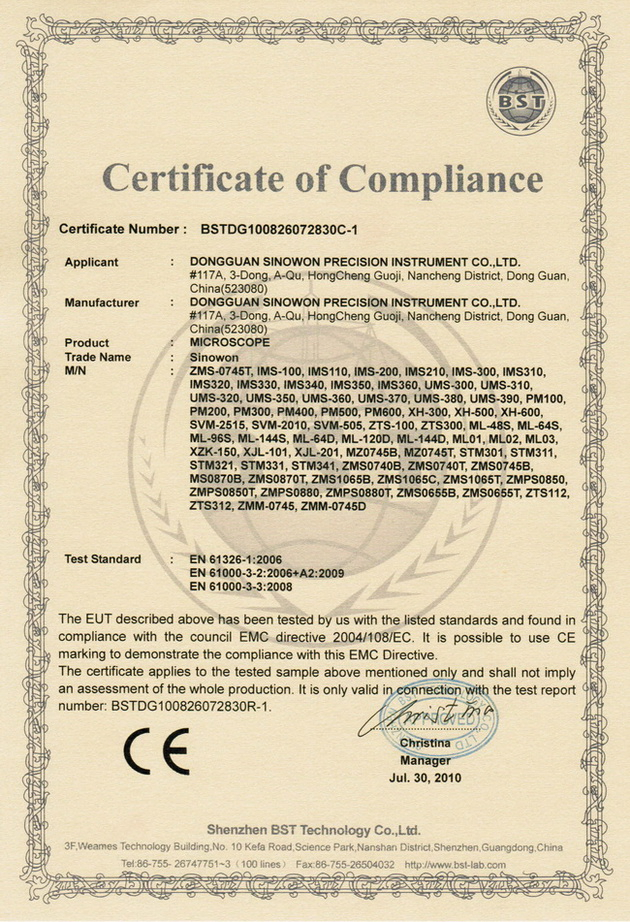 BST
Certificate of Compliance
Certificate Number : BSTDG100826072830C-1
Applicant : DONGGUAN SINOWON PRECISION INSTRUMENT CO.,LTD.
#117A, 3-Dong, A-Qu, HongCheng Guoji, Nancheng District, Dong Guan,
China(523080)
Manufacturer : DONGGUAN SINOWON PRECISION INSTRUMENT CO.,LTD.
#117A, 3-Dong, A-Qu, HongCheng Guoji, Nancheng District, Dong Guan,
China(523080)
Product : MICROSCOPE
Trade Name : Sinowon
M/N : ZMS-0745T, IMS-100, IMS110, IMS-200, IMS210, IMS-300, IMS310,
IMS320, IMS330, IMS340, IMS350, IMS360, UMS-300, UMS-310,
UMS-320, UMS-350, UMS-360, UMS-370, UMS-380, UMS-390, PM100,
PM200, PM300, PM400, PM500, PM600, XH-300, XH-500, XH-600,
SVM-2515, SVM-2010, SVM-505, ZTS-100, ZTS300, ML-48S, ML-64S,
ML-96S, ML-144S, ML-64D, ML-120D, ML-144D, ML01, ML02, ML03,
XZK-150, XJL-101, XJL-201, MZ0745B, MZ0745T, STM301, STM311,
STM321, STM331, STM341, ZMS0740B, ZMS0740T, ZMS0745B,
MS0870B, ZMS0870T, ZMS1065B, ZMS1065C, ZMS1065T, ZMPS0850,
ZMPS0850T, ZMPS0880, ZMPS0880T, ZMS0655B, ZMS0655T, ZTS112,
ZTS312, ZMM-0745, ZMM-0745D
Test Standard : EN 61326-1:2006
EN 61000-3-2:2006+A2:2009
EN 61000-3-3:2008
The EUT described above has been tested by us with the listed standards and found in
compliance with the council EMC directive 2004/108/EC. It is possible to use CE
marking to demonstrate the compliance with this EMC Directive.
The certificate applies to the tested sample above mentioned only and shall not imply
an assessment of the whole production. It is only valid in connection with the test report
number: BSTDG100826072830R-1.
CE
APPROVED
Christina
Manager
Jul. 30, 2010
Shenzhen BST Technology Co.,Ltd.
3F,Weames Technology Building,No. 10 Kefa Road,Science Park,Nanshan District,Shenzhen,Guangdong,China
Tel:86-755- 26747751~3 (100 lines) Fax:86-755-26504032 http://www.bst-lab.com